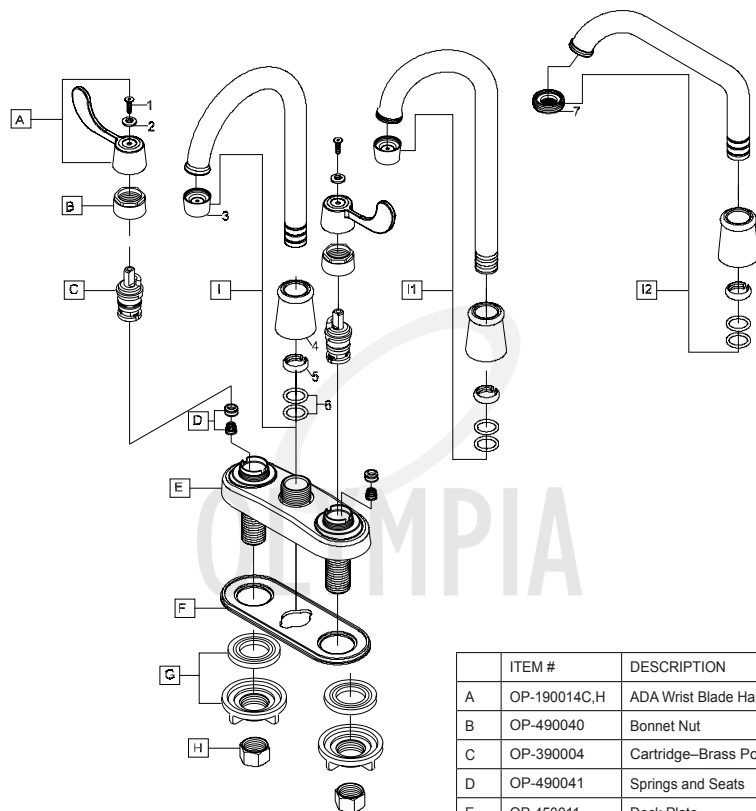 A
1
2
B
C
3
I
4
5
6
D
E
F
G
H
I1
I2
7
OLYMPIA
ITEM # DESCRIPTION
A OP-190014C,H ADA Wrist Blade Ha
B OP-490040 Bonnet Nut
C OP-390004 Cartridge–Brass Po
D OP-490041 Springs and Seats